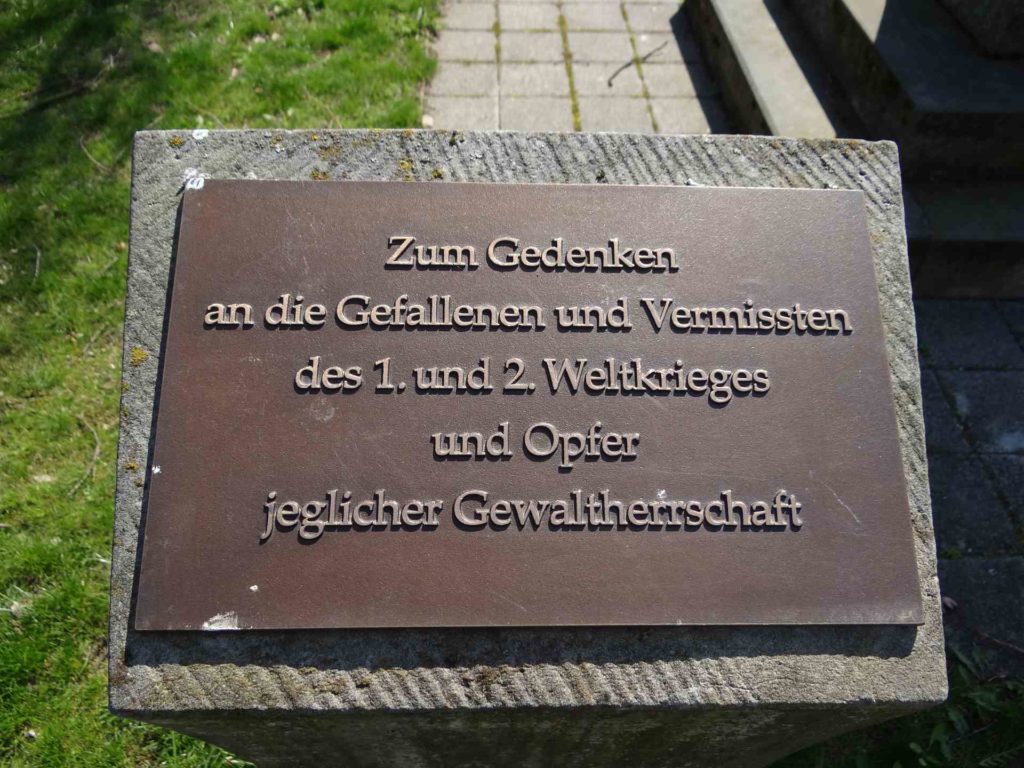 Zum Gedenken
an die Gefallenen und Vermissten
des 1. und 2. Weltkrieges
und Opfer
jeglicher Gewaltherrschaft